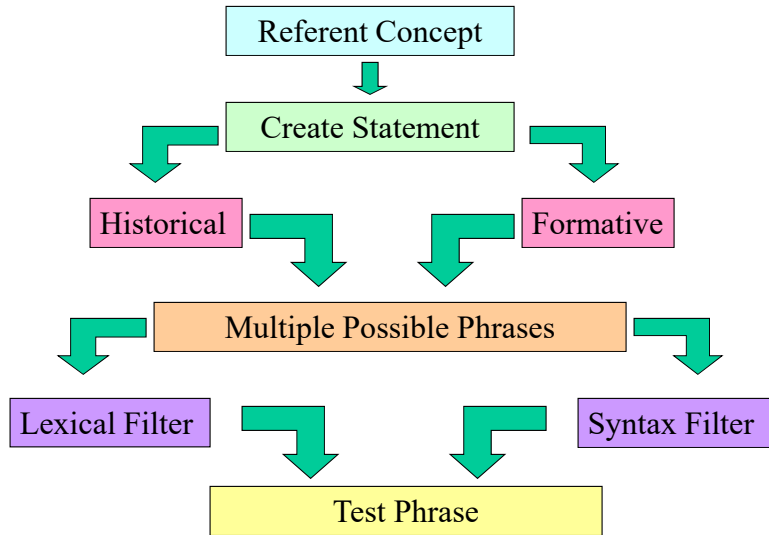 Referent Concept
Create Statement
Historical
Formative
Multiple Possible Phrases
Lexical Filter
Syntax Filter
Test Phrase